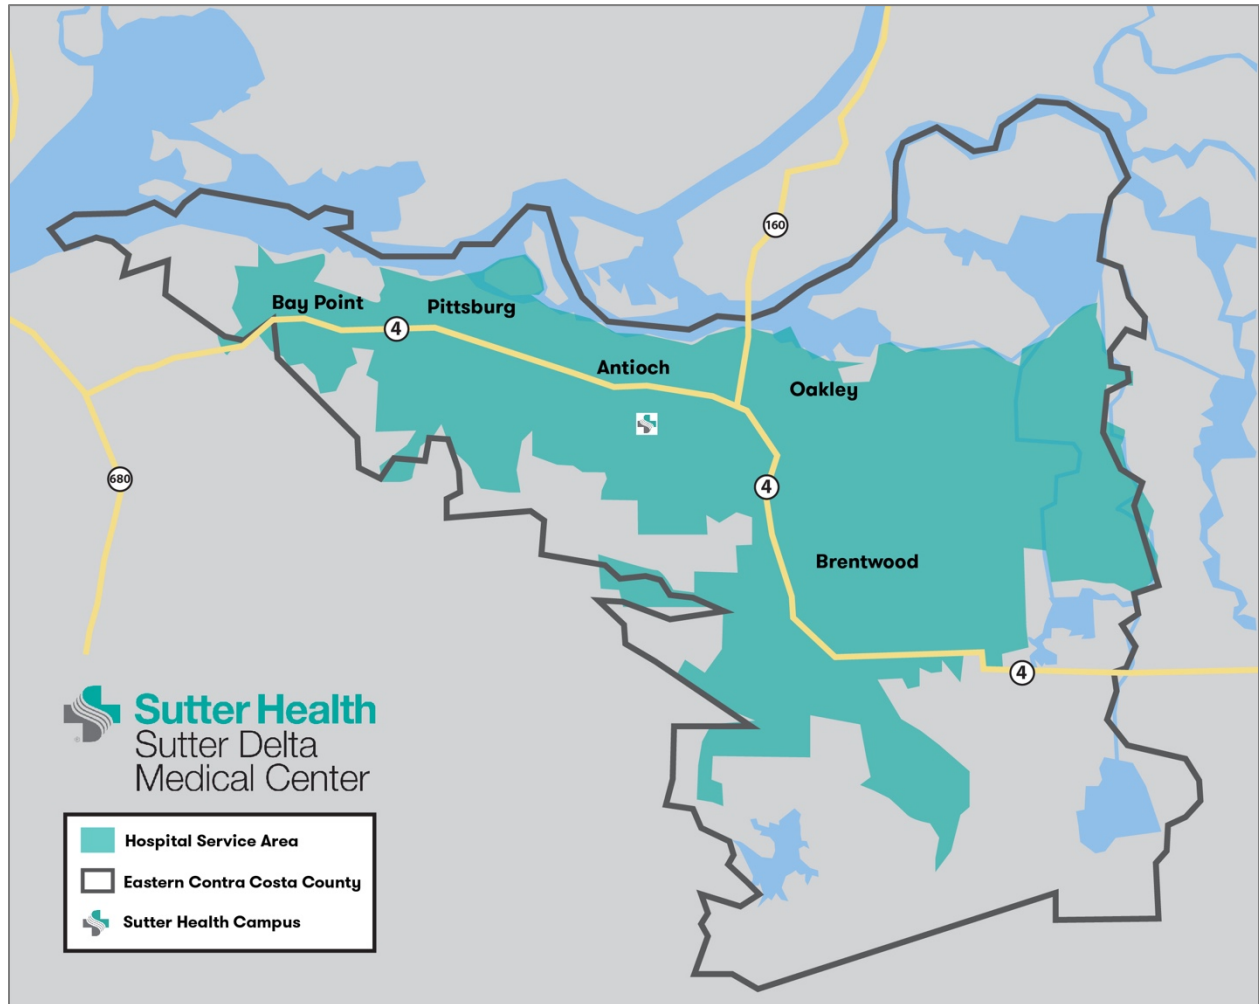 160
Bay Point
Pittsburg
4
Antioch
Oakley
680
4
Brentwood
4
Sutter Health
Sutter Delta
Medical Center
®
Hospital Service Area
Eastern Contra Costa County
Sutter Health Campus